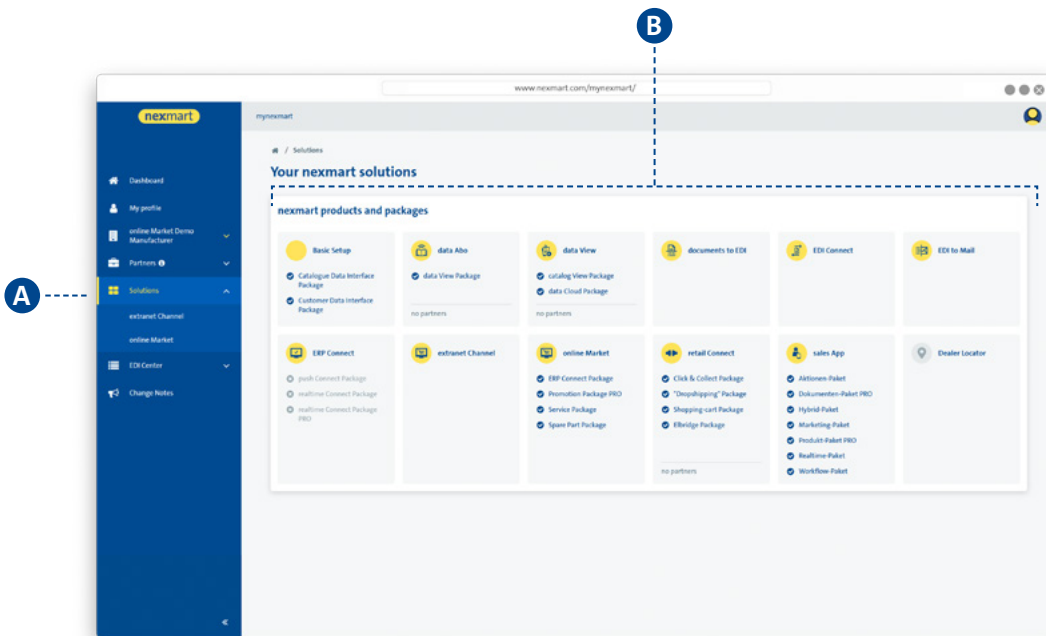 B
www.nexmart.com/mynexmart/
nexmart
mynexmart
/ Solutions
Your nexmart solutions
Dashboard
My profile
online Market Demo
Manufacturer
Partners
A
Solutions
extranet Channel
online Market
EDI Center
Change Notes
nexmart products and packages
Basic Setup
Catalogue Data Interface
Package
Customer Data Interface
Package
data Abo
data View Package
no partners
data View
catalog View Package
data Cloud Package
no partners
documents to EDI
EDI Connect
EDI to Mail
ERP Connect
push Connect Package
realtime Connect Package
realtime Connect Package
PRO
extranet Channel
online Market
ERP Connect Package
Promotion Package PRO
Service Package
Spare Part Package
retail Connect
Click & Collect Package
"Dropshipping" Package
Shopping-cart Package
Elbridge Package
no partners
sales App
Aktionen-Paket
Dokumenten-Paket PRO
Hybrid-Paket
Marketing-Paket
Produkt-Paket PRO
Realtime-Paket
Workflow-Paket
Dealer Locator